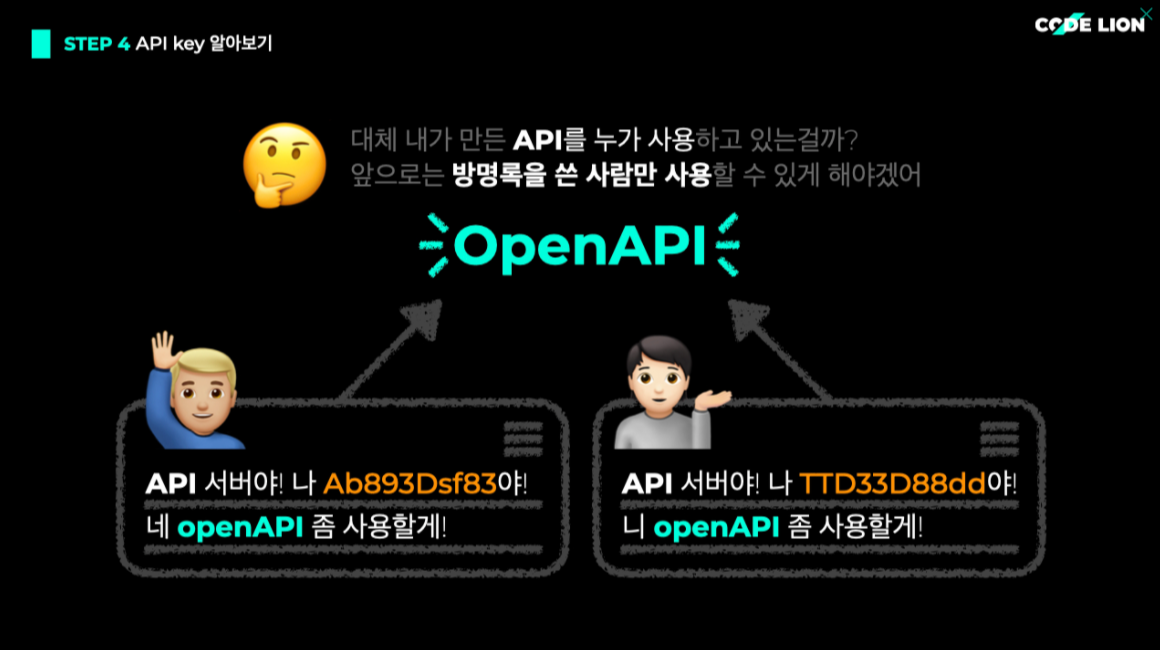 STEP 4 API key 알아보기
CODE LION
대체 내가 만든 API를 누가 사용하고 있는걸까?
앞으로는 방명록을 쓴 사람만 사용할 수 있게 해야겠어
OpenAPI
API 서버야! 나 Ab893Dsf83야!
네 openAPI 좀 사용할게!
API 서버야! 나 TTD33D88dd야!
니 openAPI 좀 사용할게!